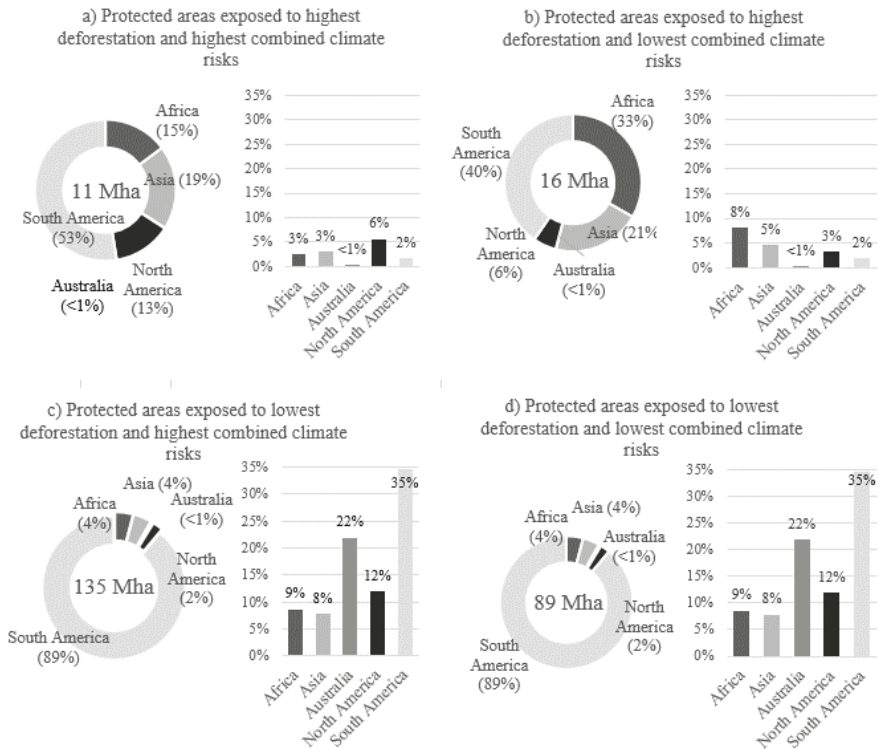 a) Protected areas exposed to highest
deforestation and highest combined climate
risks
Africa
(15%)
Asia (19%)
11 Mha
South America
(53%)
Australia
(<1%)
North
America
(13%)
35%
30%
25%
20%
15%
10%
5%
0%
3%
3%
<1%
6%
2%
Africa
Asia
Australia
North America
South America
b) Protected areas exposed to highest
deforestation and lowest combined climate
risks
Africa
(33%)
South
America
(40%)
16 Mha
Asia (21%
North
America
(6%)
Australia
(<1%)
35%
30%
25%
20%
15%
10%
5%
0%
8%
5%
<1%
3%
2%
Africa
Asia
Australia
North America
South America
c) Protected areas exposed to lowest
deforestation and highest combined climate
risks
Asia (4%)
Africa
(4%)
Australia
(<1%)
North
America
(2%)
135 Mha
South America
(89%)
35%
30%
25%
20%
15%
10%
5%
0%
9%
8%
22%
12%
35%
Africa
Asia
Australia
North America
South America
d) Protected areas exposed to lowest
deforestation and lowest combined climate
risks
Asia (4%)
Africa
(4%)
Australia
(<1%)
89 Mha
North
America
(2%)
South
America
(89%)
35%
30%
25%
20%
15%
10%
5%
0%
9%
8%
22%
12%
35%
Africa
Asia
Australia
North America
South America